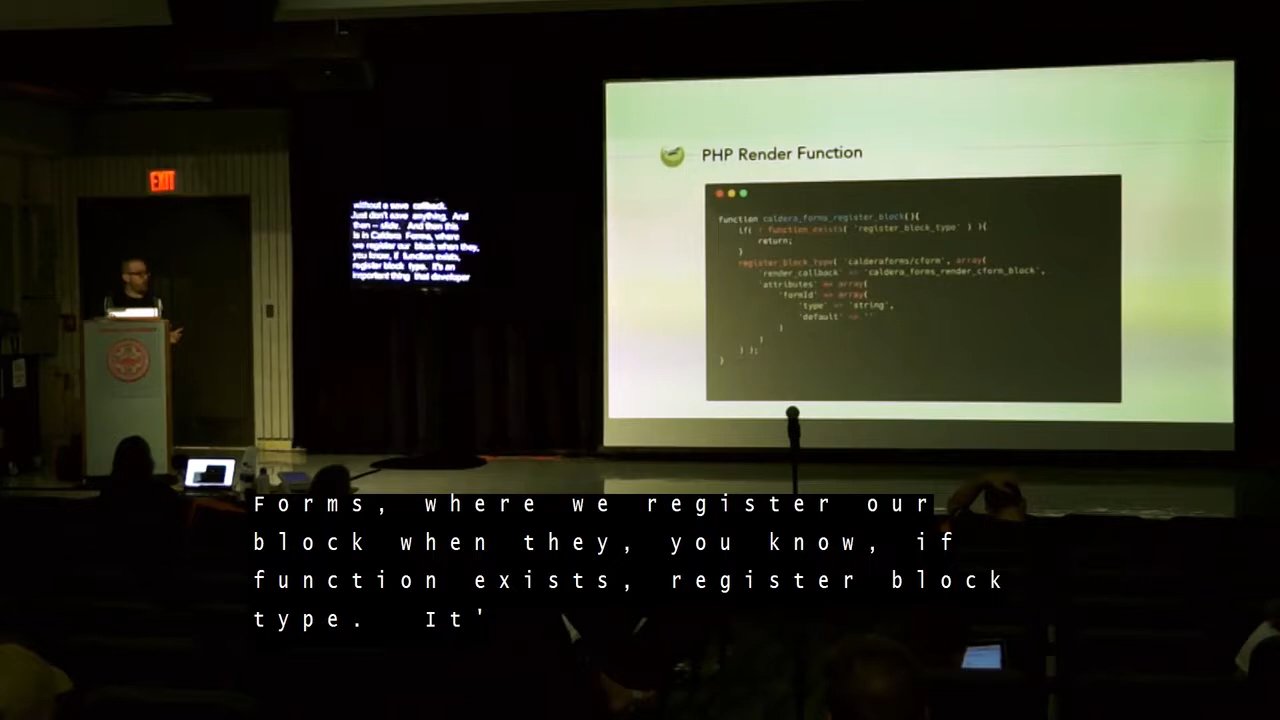 EXIT
without a save callback.
Just don't save anything. And
then -- slide. And then this
is in Caldera Forms, where
we register our block when they,
you know, if function exists,
register block type. It's an
important thing that developer
PHP Render Function
function caldera_forms_register_block(){
if( ! function_exists( 'register_block_type' ) ){
return;
}
register_block_type( 'calderaforms/cform', array(
'render_callback' => 'caldera_forms_render_cform_block',
'attributes' => array(
'formId' => array(
'type' => 'string',
'default' => ''
)
)
) );
}
Forms, where we register our
block when they, you know, if
function exists, register block
type. It'